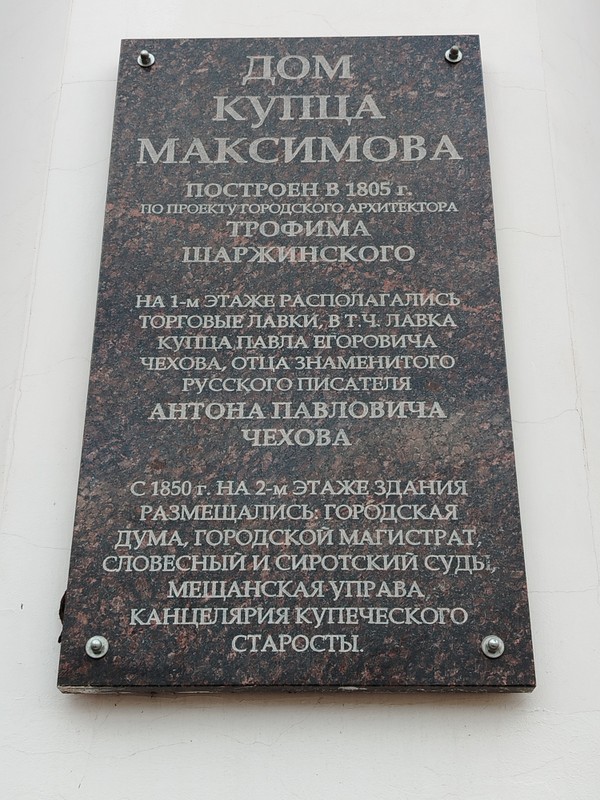 ДОМ
КУПЦА
МАКСИМОВА
ПОСТРОЕН В 1805 г.
ПО ПРОЕКТУ ГОРОДСКОГО АРХИТЕКТОРА
ТРОФИМА
ШАРЖИНСКОГО
НА 1-м ЭТАЖЕ РАСПОЛАГАЛИСЬ
ТОРГОВЫЕ ЛАВКИ, В Т.Ч. ЛАВКА
КУПЦА ПАВЛА ЕГОРОВИЧА
ЧЕХОВА, ОТЦА ЗНАМЕНИТОГО
РУССКОГО ПИСАТЕЛЯ
АНТОНА ПАВЛОВИЧА
ЧЕХОВА
С 1850 г. НА 2-м ЭТАЖЕ ЗДАНИЯ
РАЗМЕЩАЛИСЬ: ГОРОДСКАЯ
ДУМА, ГОРОДСКОЙ МАГИСТРАТ,
СЛОВЕСНЫЙ И СИРОТСКИЙ СУДЫ,
МЕЩАНСКАЯ УПРАВА
КАНЦЕЛЯРИЯ КУПЕЧЕСКОГО
СТАРОСТЫ.